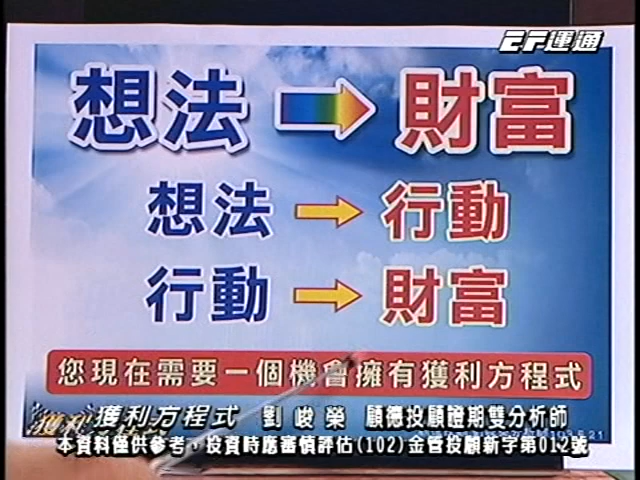 EF運通
想法 → 財富
想法 → 行動
行動 → 財富
您現在需要一個機會擁有獲利方程式
獲利
獲利方程式 劉峻榮 顧德投顧證期雙分析師
本資料僅供參考，投資時應審慎評估(102)金管投顧新字第012號